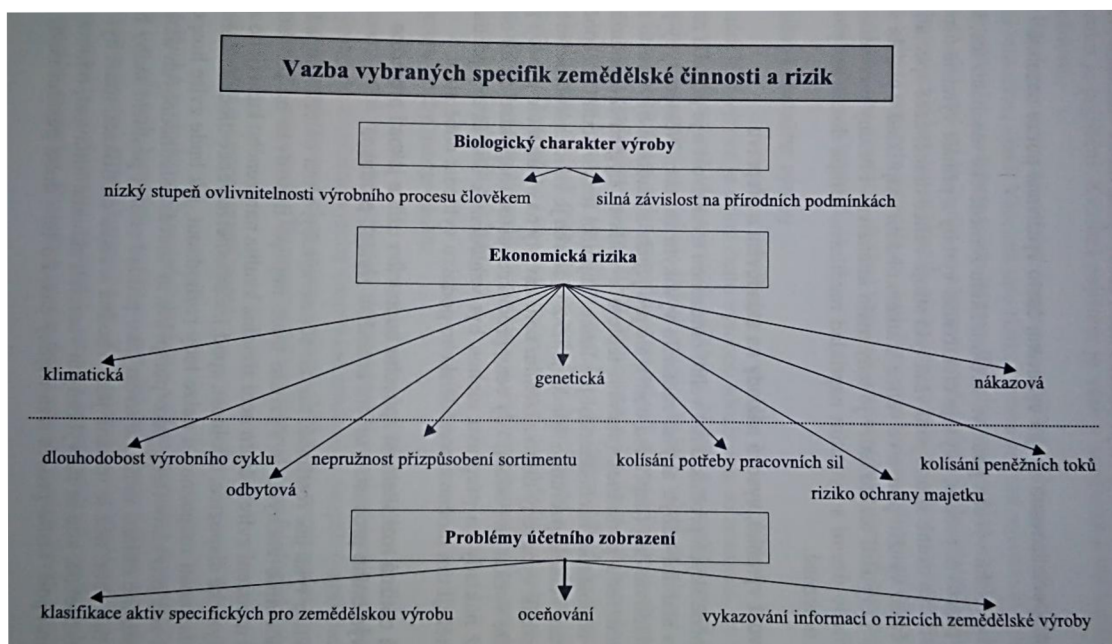 Vazba vybraných specifik zemědělské činnosti a rizik
Biologický charakter výroby
nízký stupeň ovlivnitelnosti výrobního procesu člověkem
silná závislost na přírodních podmínkách
Ekonomická rizika
klimatická
genetická
nákazová
dlouhodobost výrobního cyklu
nepružnost přizpůsobení sortimentu
kolísání potřeby pracovních sil
kolísání peněžních toků
odbytová
riziko ochrany majetku
Problémy účetního zobrazení
klasifikace aktiv specifických pro zemědělskou výrobu
oceňování
vykazování informací o rizicích zemědělské výroby